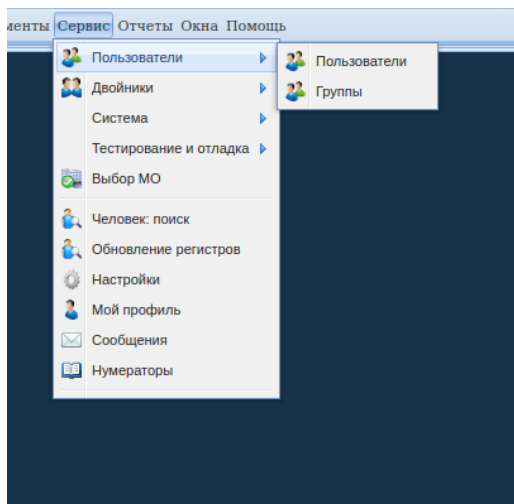 Сервис Отчеты Окна Помощь
Пользователи
Двойники
Система
Тестирование и отладка
Выбор МО
Человек: поиск
Обновление регистров
Настройки
Мой профиль
Сообщения
Нумераторы
Пользователи
Группы